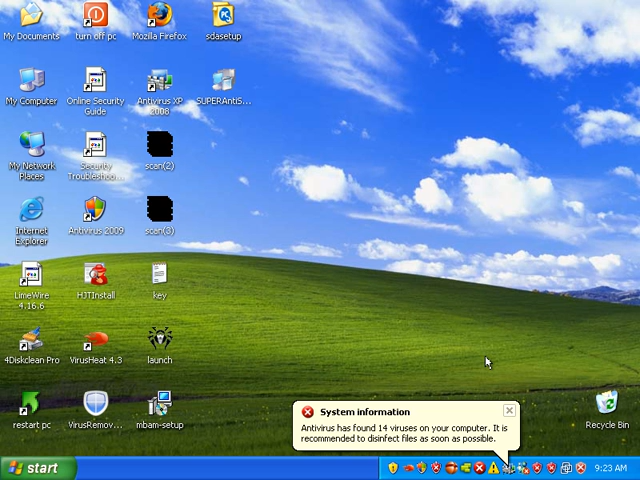 My Documents
turn off pc
Mozilla Firefox
sdasetup
My Computer
Online Security
Guide
Antivirus XP
2008
SUPERAntiS...
My Network
Places
Security
Troubleshoo...
scan(2)
Internet
Explorer
Antivirus 2009
scan(3)
LimeWire
4.16.6
HJTInstall
key
4Diskclean Pro
VirusHeat 4.3
launch
restart pc
VirusRemov...
mbam-setup
Recycle Bin
System information
Antivirus has found 14 viruses on your computer. It is
recommended to disinfect files as soon as possible.
start
9:23 AM